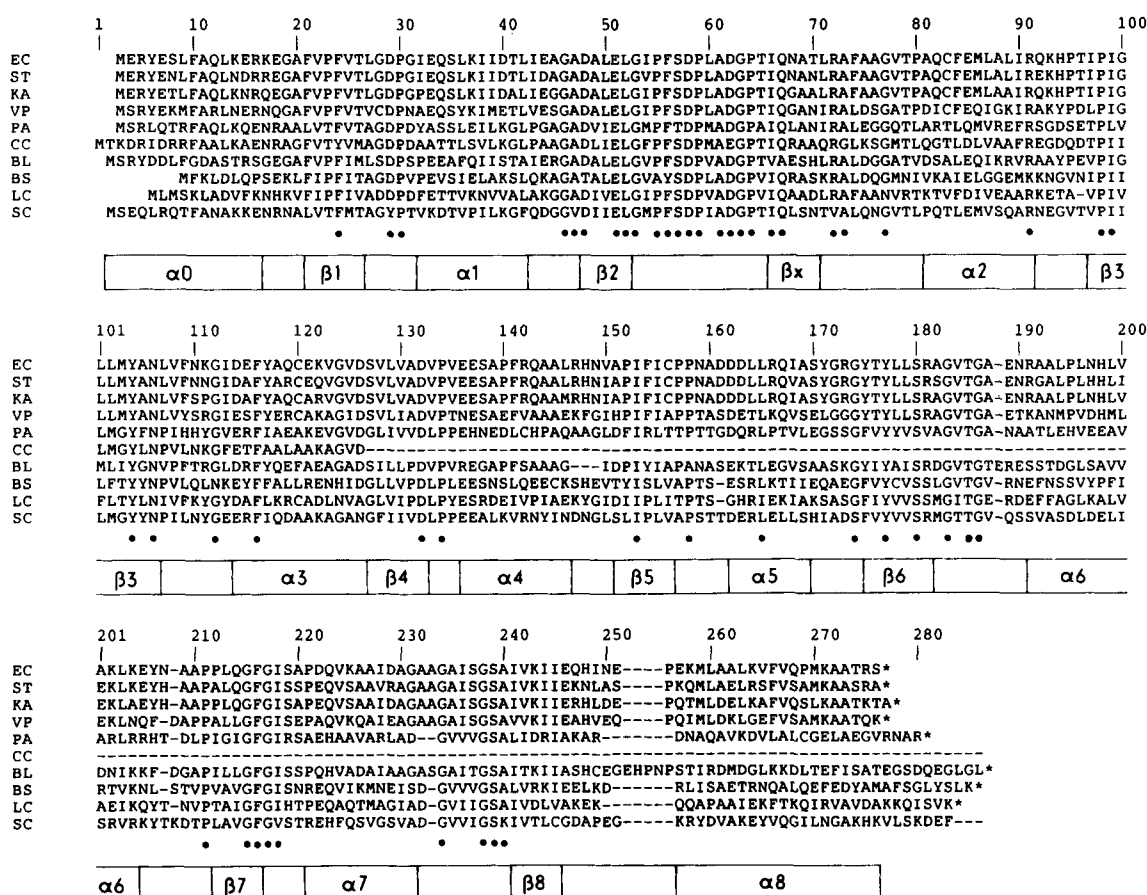 1 10 20 30 40 50 60 70 80 90 100
EC MERYESLFAQLKERKEGAFVPFVTLGDPGIEQSLKIIDTLIEAGADALELGIPFSDPLADGPTIQNATLRAFAAGVTPAQCFEMLALIRQKHPTIPIG
ST MERYENLFAQLNDRREGAFVPFVTLGDPGIEQSLKIIDTLIDAGADALELGVPFSDPLADGPTIQNANLRAFAAGVTPAQCFEMLALIREKHPTIPIG
KA MERYETLFAQLKNRQEGAFVPFVTLGDPGIEQSLKIIDALIEGGADALELGIPFSDPLADGPTIQGAALRAFAAGVTPAQCFEMLAAIRQKHPTIPIG
VP MSRYEKMFARLNERNQGAFVPFVTVCDPNAEQSYKIMETLVESGADALELGIPFSDPLADGPTIQGANIRALDSGATPDICFEQIGKIRAKYPDLPIG
PA MSRLQTRFAQLKQENRAALVTFVTAGDPDYASSLEILKGLPGAGADVIELGMPFTDPMADGPAIQLANIRALEGGQTLARTLQMVREFRSGDSETPLV
CC MTKDRIDRRFAALKAENRAGFVTYVMAGDPDAATTLSVLKGLPAAGADLIELGFPFSDPMAEGPTIQRAAQRGLKSGMTLQGTLDLVAAFREGDQDTPII
BL MSRYDDLFGDASTRSGEGAFVPFIMLSDPSPEEAFQIISTAIERGADALELGVPFSDPVADGPTVAESHLRALDGGATVDSALEQIKRVRAAYPEVPIG
BS MFKLDLQPSEKLFIPFITAGDPVPEVSIELAKSLQKAGATALELGVAYSDPLADGPVIQRASKRALDQGMNIVKAIELGGEMKKNGVNIPII
LC MLMSKLADVFKNHKVFIPFIVADDPDFETTVKNVVALAKGGADIVELGIPFSDPVADGPVIQAADLRAFAANVRTKTVFDIVEAARKETA-VPIV
SC MSEQLRQTFANAKKENRNALVTFMTAGYPTVKDTVPILKGFQDGGVDIIELGMPFSDPIADGPTIQLSNTVALQNGVTLPQTLEMVSQARNEGVTVPII
α0 β1 α1 β2 βx α2 β3
101 110 120 130 140 150 160 170 180 190 200
EC LLMYANLVFNKGIDEFYAQCEKVGVDSVLVADVPVEESAPFRQAALRHNVAPIFICPPNADDDLLRQIASYGRGYTYLLSRAGVTGA-ENRAALPLNHLV
ST LLMYANLVFNNGIDAFYARCEQVGVDSVLVADVPVEESAPFRQAALRHNIAPIFICPPNADDDLLRQVASYGRGYTYLLSRAGVTGA-ENRGALPLHHLI
KA LLMYANLVFSPGIDAFYAQCARVGVDSVLVADVPVEESAPFRQAAMRHNIAPIFICPPNADDDLLRQIASYGRGYTYLLSRAGVTGA-ENRAALPLNHLV
VP LLMYANLVYSRGIESFYERCAKAGIDSVLIADVPTNESAEFVAAAEKFGIHPIFIAPPTASDETLKQVSELGGGYTYLLSRAGVTGA-ETKANMPVDHML
PA LMGYFNPIHHYGVERFIAEAKEVGVDGLIVVDLPPEHNEDLCHPAQAAGLDFIRLTTPTTGDQRLPTVLEGSSGFVYYVSVAGVTGA-NAATLEHVEEAV
CC LMGYLNPVLNKGFETFAALAAKAGVD--------------------------------------------------------------------------
BL LMLIYGNVPFTRGLDRFYQEFAEAGADSILLPDVPVREGAPFSAAAG---IDPIYIAPANASEKTLEGVSAASKGYIYAISRDGVTGTERESSTDGLSAVV
BS LFTYYNPVLQLNKEYFFALLRENHIDGLLVPDLPLEESNSLQEECKSHEVTYISLVAPTS-ESRLKTIIEQAEGFVYCVSSLGVTGV-RNEFNSSVYPFI
LC FLTYLNIVFKYGYDAFLKRCADLNVAGLVIPDLPYESRDEIVPIAEKYGIDIIPLITPTS-GHRIEKIAKSASGFIYVVSSMGITGE-RDEFFAGLKALV
SC LMGYYNPILNYGEERFIQDAAKAGANGFIIVDLPPEEALKVRNYINDNGLSLIPLVAPSTTDERLELLSHIADSFVYVVSRMGTTGV-QSSVASDLDELI
β3 α3 β4 α4 β5 α5 β6 α6
201 210 220 230 240 250 260 270 280
EC AKLKEYN-AAPPLQGFGISAPDQVKAAIDAGAAGAISGSAIVKIIEQHINE----PEKMLAALKVFVQPMKAATRS*
ST EKLKEYH-AAPALQGFGISSPEQVSAAVRAGAAGAISGSAIVKIIEKNLAS-----PKQMLAELRSFVSAMKAASRA*
KA EKLAEYH-AAPPLQGFGISEPEQVSAAIDAGAAGAISGSAIVKIIERHLDE-----PQTMLDELKAFVQSLKAATKTA*
VP EKLNQF-DAPPALLGFGISEPAQVKQAIEAGAAGAISGSAVVKIIEAHVEQ-----PQIMLDKLGEFVSAMKAATQK*
PA ARLRRHT-DLPIGIGFGIRSAEHAAVARLAD-GVVVGSALIDRIAKAR--------DNAQAVKDVLALCGELAEGVRNAR*
CC ------------------------------------------------------------------------------------
BL DNIKKF-DGAPILLGFGISSPQHVADAIAAGASGAITGSAITKIIASHCEGEHPNPSTIRDMDGLKKDLTEFISATEGSDQEGLGL*
BS RTVKNL-STVPVAVGFGISNREQVIKMNEISD-GVVVGSAIVRKIEELKD------RLISAETRNQALQEFEDYAMAFSGLYSLK*
LC AEIKQYT-NVPTAIGFGIHTPEQAQTMAGIAD-GVIIGSAIVDLVAKEK-------QQAPAAIEKFTKQIRVAVDAKKQISVK*
SC SRVRKYTKDTPLAVGFGVSTREHFQSVGSVAD-GVVIGSKIVTLCGDAPEG------KRYDVAKEYVQGILNGAKHKVLSKDEF---
α6 β7 α7 β8 α8